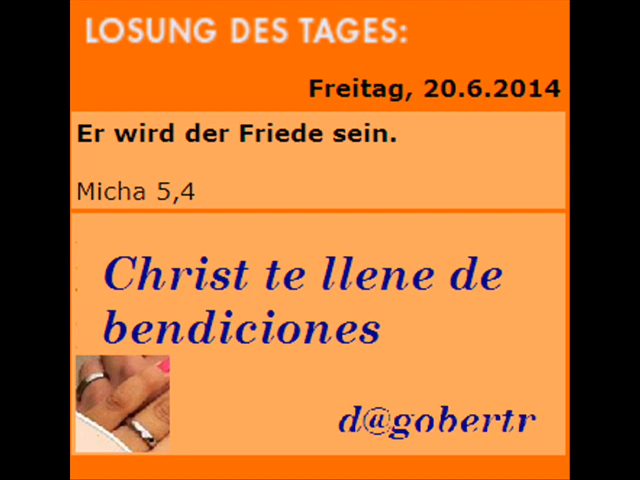 LOSUNG DES TAGES:
Freitag, 20.6.2014
Er wird der Friede sein.
Micha 5,4
Christ te llene de
bendiciones
d@gobertr